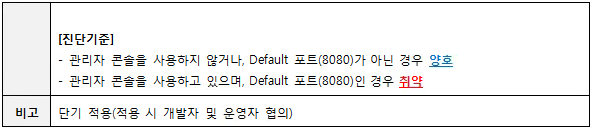 [진단기준]
- 관리자 콘솔을 사용하지 않거나, Default 포트(8080)가 아닌 경우 양호
- 관리자 콘솔을 사용하고 있으며, Default 포트(8080)인 경우 취약
비고 단기 적용(적용 시 개발자 및 운영자 협의)